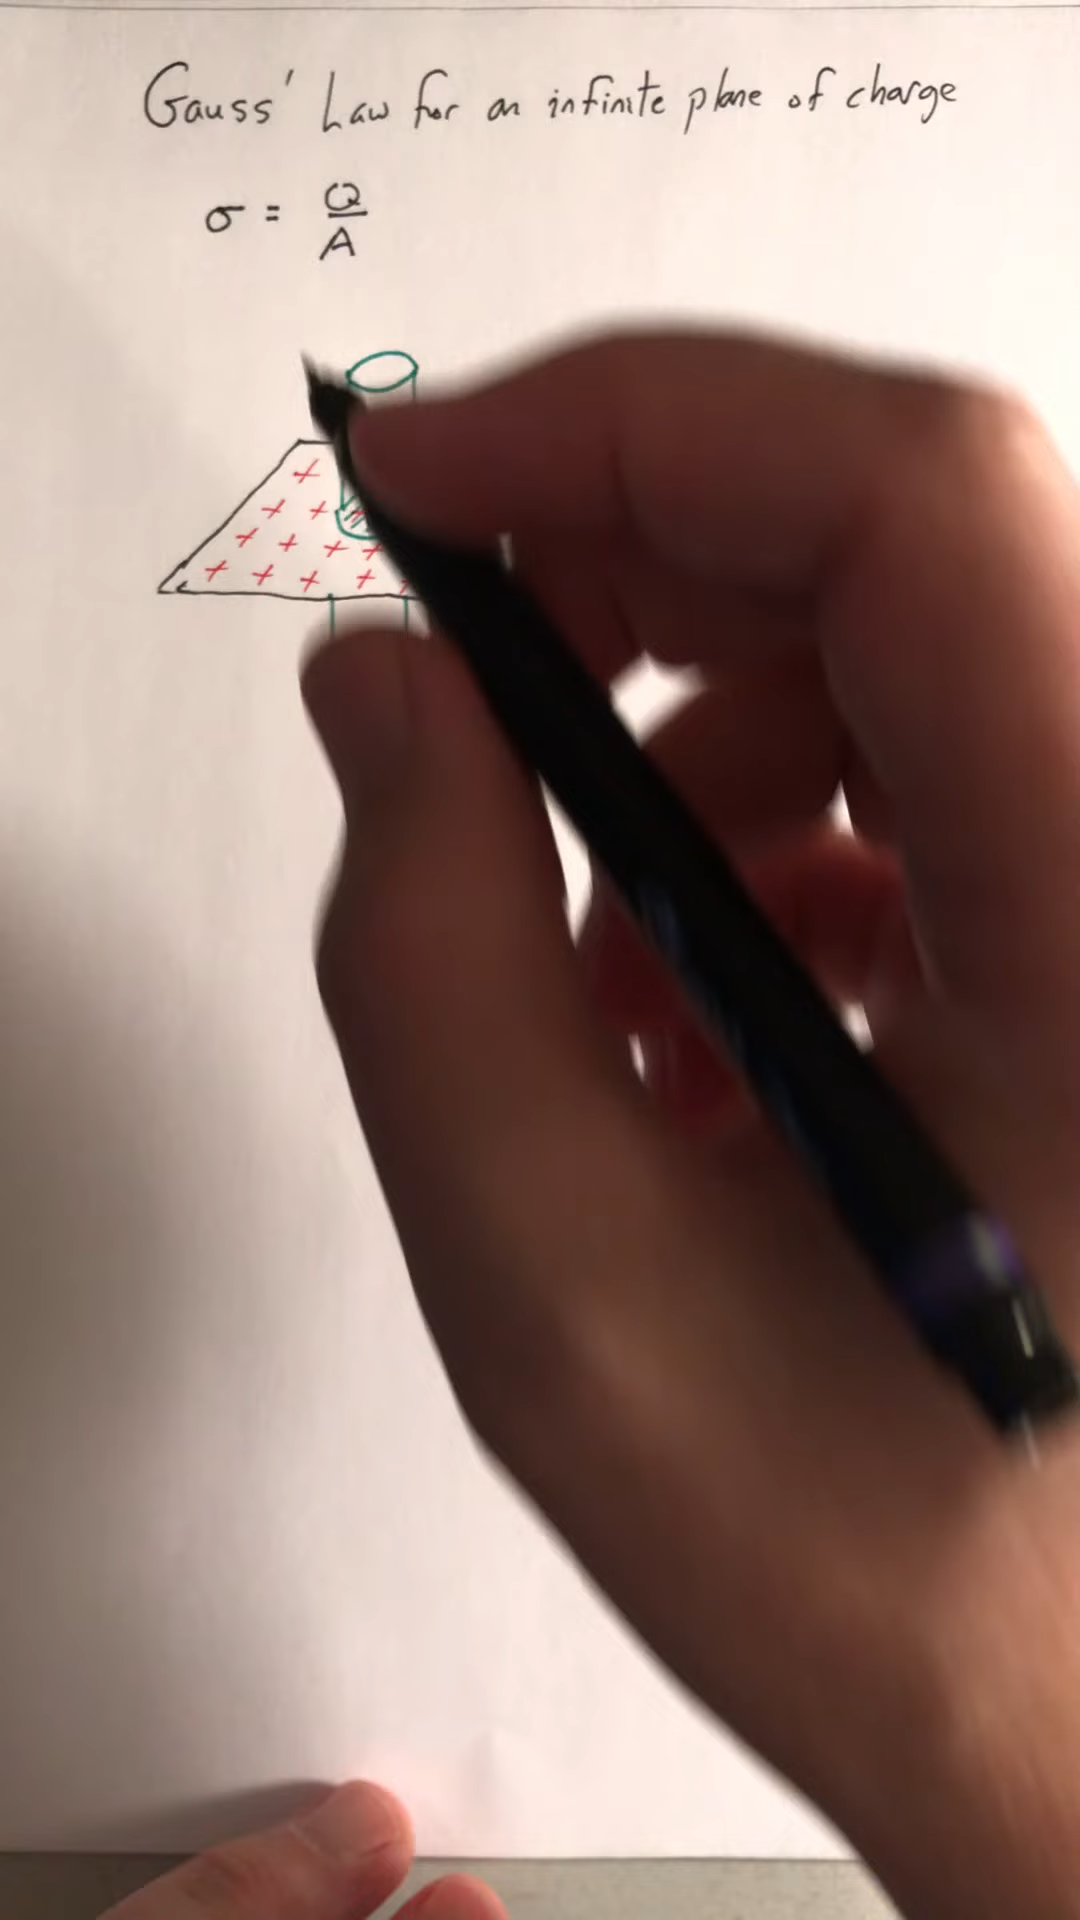 Gauss' Law for an infinite plane of charge
σ = Q/A
+
+ +
+ + + +
+ + + +